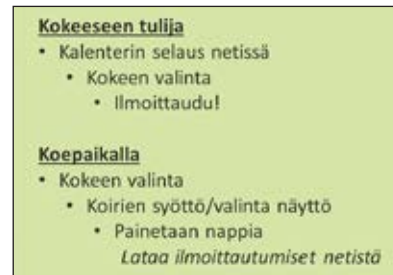 Kokeeseen tulija
• Kalenterin selaus netissä
• Kokeen valinta
• Ilmoittaudu!
Koepaikalla
• Kokeen valinta
• Koirien syöttö/valinta näyttö
• Painetaan nappia
Lataa ilmoittautumiset netistä